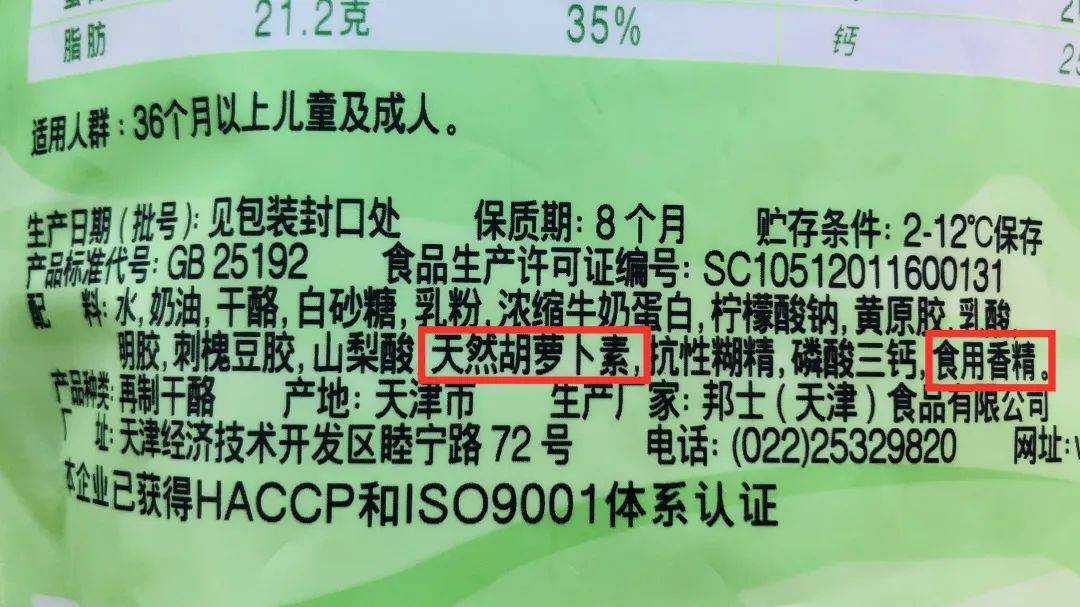 脂肪 21.2克 35% 钙
适用人群:36个月以上儿童及成人。
生产日期(批号):见包装封口处 保质期:8个月 贮存条件:2-12℃保存
产品标准代号:GB 25192 食品生产许可证编号:SC10512011600131
配 料:水,奶油,干酪,白砂糖,乳粉,浓缩牛奶蛋白,柠檬酸钠,黄原胶,乳酸,
明胶,刺槐豆胶,山梨酸,天然胡萝卜素,抗性糊精,磷酸三钙,食用香精。
产品种类:再制干酪 产地:天津市 生产厂家:邦士(天津)食品有限公司
厂 址:天津经济技术开发区睦宁路72号 电话:(022)25329820 网址:
本企业已获得HACCP和ISO9001体系认证